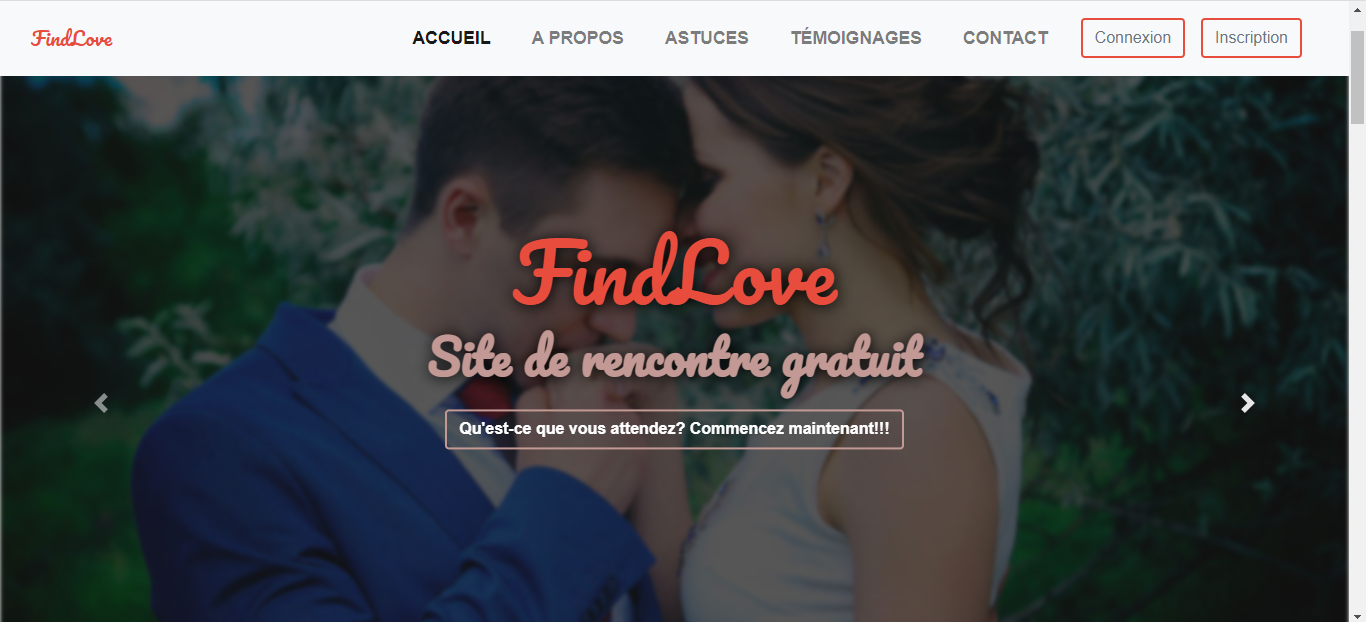 FindLove
ACCUEIL A PROPOS ASTUCES TÉMOIGNAGES CONTACT Connexion Inscription
FindLove
Site de rencontre gratuit
Qu'est-ce que vous attendez? Commencez maintenant!!!